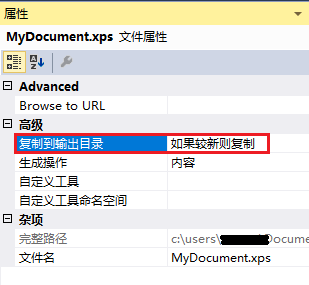 属性
MyDocument.xps 文件属性
Advanced
Browse to URL
高级
复制到输出目录 如果较新则复制
生成操作 内容
自定义工具
自定义工具命名空间
杂项
完整路径 c:\users\ \Docume
文件名 MyDocument.xps